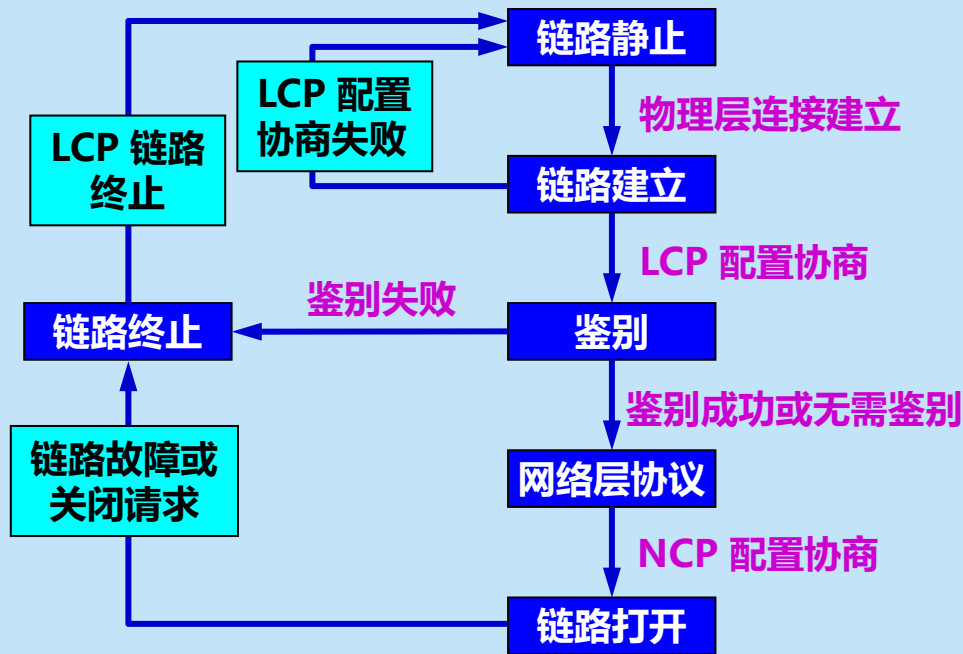 链路静止
LCP 配置
协商失败
物理层连接建立
LCP 链路
终止
链路建立
LCP 配置协商
鉴别失败
链路终止
鉴别
鉴别成功或无需鉴别
链路故障或
关闭请求
网络层协议
NCP 配置协商
链路打开